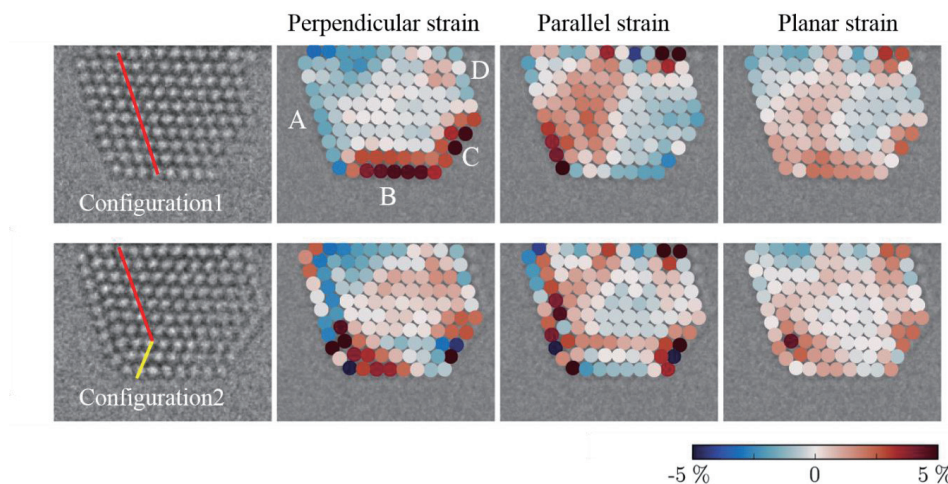 Perpendicular strain Parallel strain Planar strain
A
D
C
B
Configuration1
Configuration2
-5 % 0 5 %